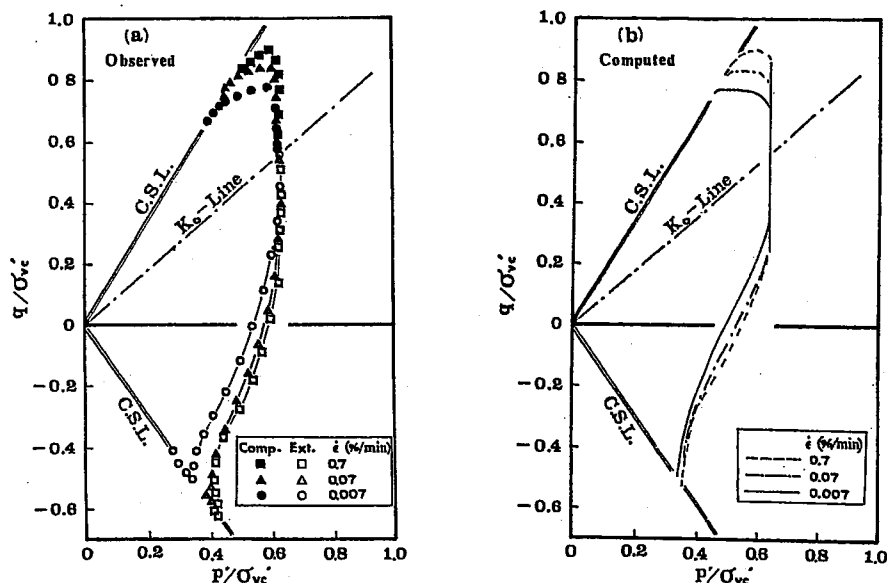 (a)
Observed
q/σvc′
1.0
0.8
0.6
0.4
0.2
0
-0.2
-0.4
-0.6
C.S.L.
K₀-Line
C.S.L.
Comp. Ext. ε̇ (%/min)
0.7
0.07
0.007
0 0.2 0.4 0.6 0.8 1.0
p′/σvc′
(b)
Computed
q/σvc′
1.0
0.8
0.6
0.4
0.2
0
-0.2
-0.4
-0.6
C.S.L.
K₀-Line
C.S.L.
ε̇ (%/min)
0.7
0.07
0.007
0 0.2 0.4 0.6 0.8 1.0
p′/σvc′